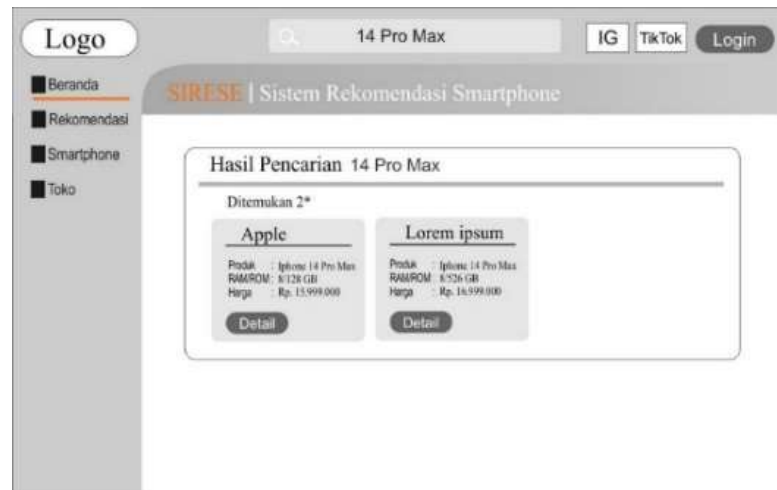 Logo
14 Pro Max
IG
TikTok
Login
Beranda
Rekomendasi
Smartphone
Toko
SIRESE | Sistem Rekomendasi Smartphone
Hasil Pencarian 14 Pro Max
Ditemukan 2*
Apple
Produk : Iphone 14 Pro Max
RAM/ROM : 8/128 GB
Harga : Rp. 15.999.000
Detail
Lorem ipsum
Produk : Iphone 14 Pro Max
RAM/ROM : 8/526 GB
Harga : Rp. 16.999.000
Detail